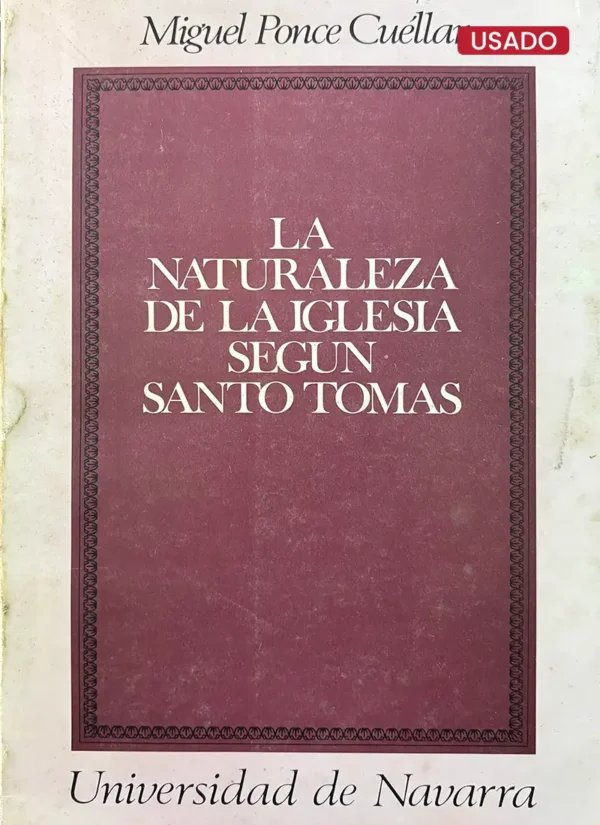 Miguel Ponce Cuéllar
USADO
LA
NATURALEZA
DE LA IGLESIA
SEGUN
SANTO TOMAS
Universidad de Navarra